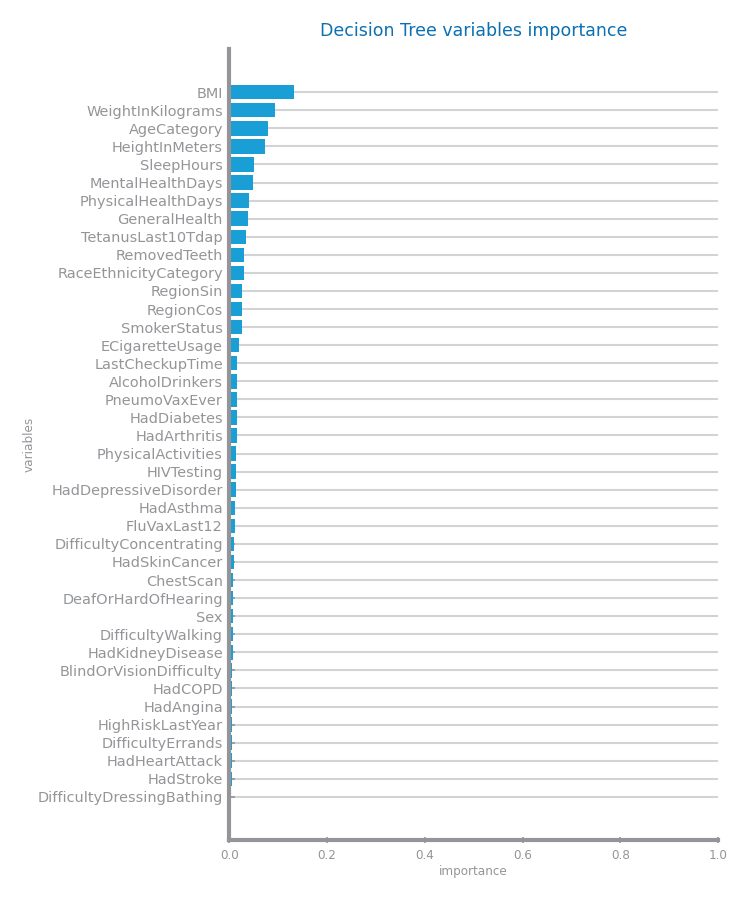 Decision Tree variables importance
BMI
WeightInKilograms
AgeCategory
HeightInMeters
SleepHours
MentalHealthDays
PhysicalHealthDays
GeneralHealth
TetanusLast10Tdap
RemovedTeeth
RaceEthnicityCategory
RegionSin
RegionCos
SmokerStatus
ECigaretteUsage
LastCheckupTime
AlcoholDrinkers
PneumoVaxEver
HadDiabetes
HadArthritis
PhysicalActivities
HIVTesting
HadDepressiveDisorder
HadAsthma
FluVaxLast12
DifficultyConcentrating
HadSkinCancer
ChestScan
DeafOrHardOfHearing
Sex
DifficultyWalking
HadKidneyDisease
BlindOrVisionDifficulty
HadCOPD
HadAngina
HighRiskLastYear
DifficultyErrands
HadHeartAttack
HadStroke
DifficultyDressingBathing
variables
0.0 0.2 0.4 0.6 0.8 1.0
importance